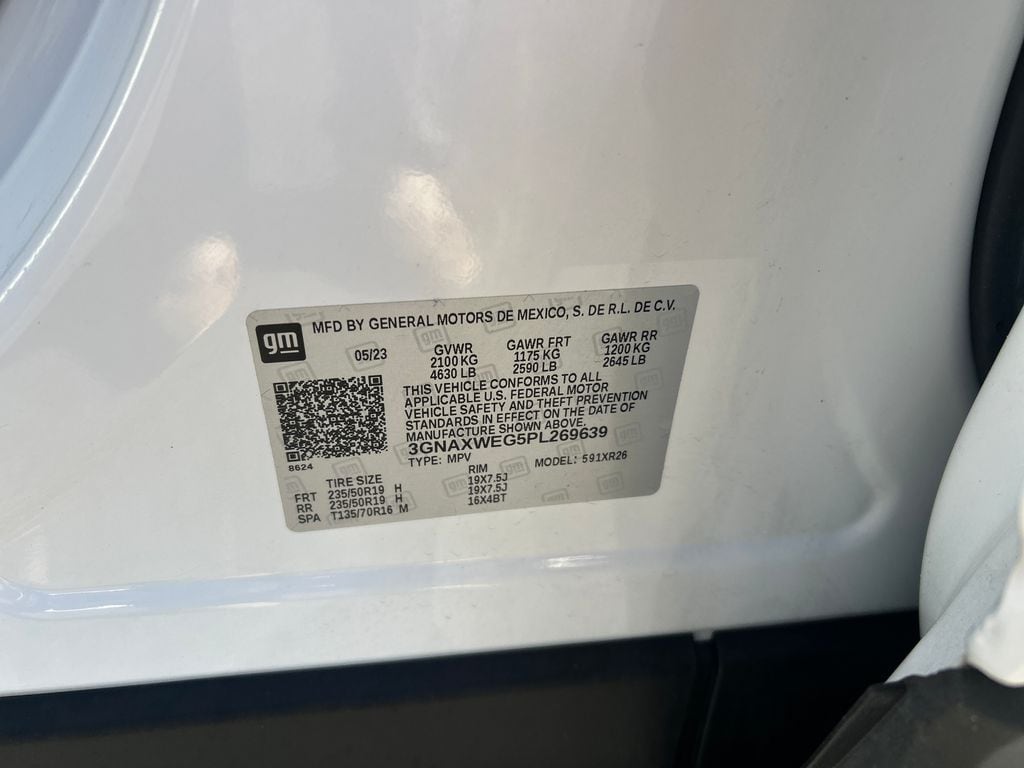 gm
MFD BY GENERAL MOTORS DE MEXICO, S. DE R.L. DE C.V.
05/23 GVWR GAWR FRT GAWR RR
2100 KG 1175 KG 1200 KG
4630 LB 2590 LB 2645 LB
THIS VEHICLE CONFORMS TO ALL
APPLICABLE U.S. FEDERAL MOTOR
VEHICLE SAFETY AND THEFT PREVENTION
STANDARDS IN EFFECT ON THE DATE OF
MANUFACTURE SHOWN ABOVE.
3GNAXWEG5PL269639
8624
TYPE: MPV MODEL: 591XR26
TIRE SIZE RIM
FRT 235/50R19 H 19X7.5J
RR 235/50R19 H 19X7.5J
SPA T135/70R16 M 16X4BT